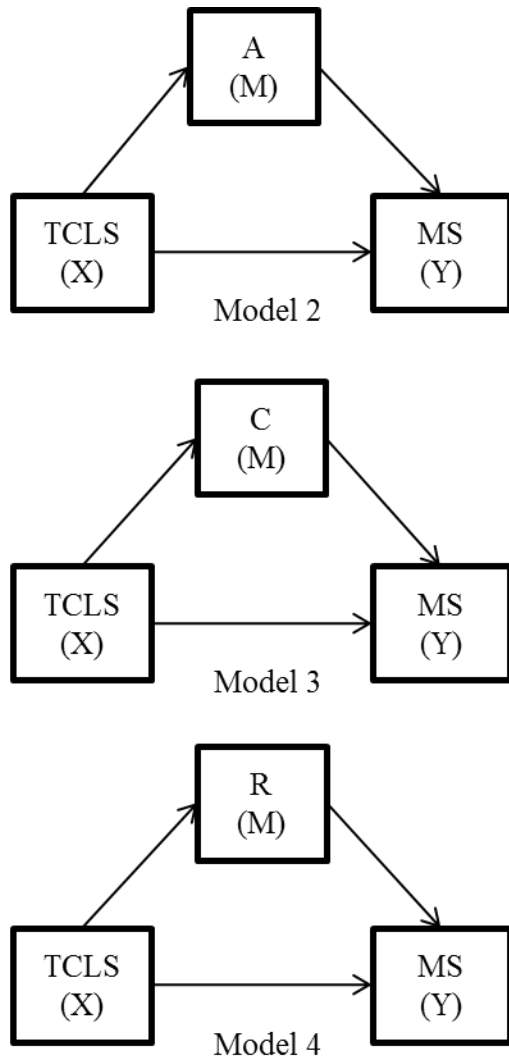 A
(M)
TCLS
(X)
MS
(Y)
Model 2
C
(M)
TCLS
(X)
MS
(Y)
Model 3
R
(M)
TCLS
(X)
MS
(Y)
Model 4